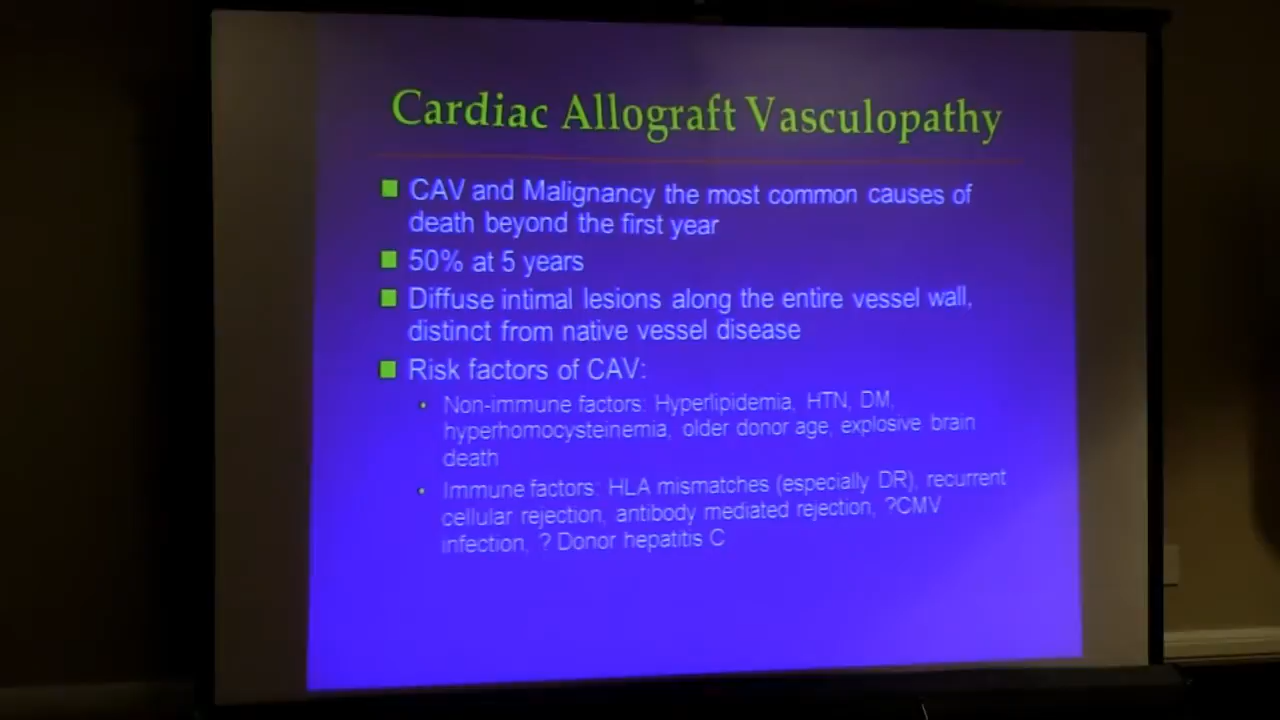 Cardiac Allograft Vasculopathy
CAV and Malignancy the most common causes of
death beyond the first year
50% at 5 years
Diffuse intimal lesions along the entire vessel wall,
distinct from native vessel disease
Risk factors of CAV:
Non-immune factors: Hyperlipidemia, HTN, DM,
hyperhomocysteinemia, older donor age, explosive brain
death
Immune factors: HLA mismatches (especially DR), recurrent
cellular rejection, antibody mediated rejection, ?CMV
infection, ? Donor hepatitis C